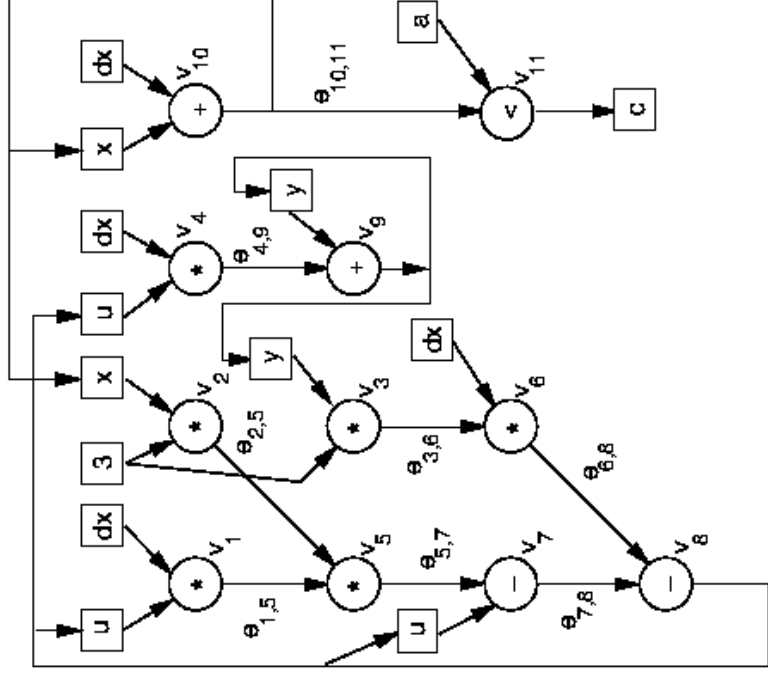 u
dx
3
x
u
dx
x
dx
a
* v1
* v2
* v4
+ v10
e1,5
e2,5
e4,9
e10,11
y
y
* v5
* v3
+ v9
< v11
dx
c
u
e5,7
e3,6
- v7
* v6
e7,8
e6,8
- v8